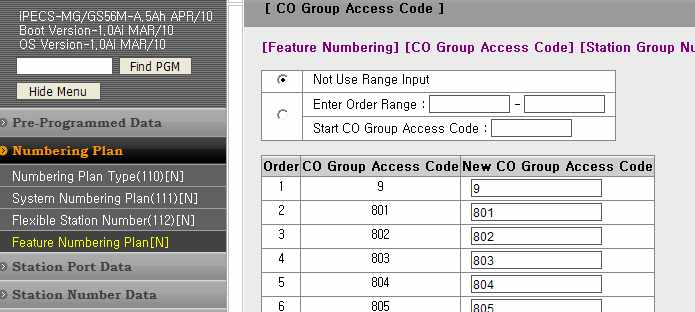 iPECS-MG/GS56M-A.5Ah APR/10
Boot Version-1.0Ai MAR/10
OS Version-1.0Ai MAR/10
Find PGM
Hide Menu
Pre-Programmed Data
Numbering Plan
Numbering Plan Type(110)[N]
System Numbering Plan(111)[N]
Flexible Station Number(112)[N]
Feature Numbering Plan[N]
Station Port Data
Station Number Data
[ CO Group Access Code ]
[Feature Numbering] [CO Group Access Code] [Station Group Nu
Not Use Range Input
Enter Order Range : -
Start CO Group Access Code :
Order CO Group Access Code New CO Group Access Code
1 9 9
2 801 801
3 802 802
4 803 803
5 804 804
6 805 805